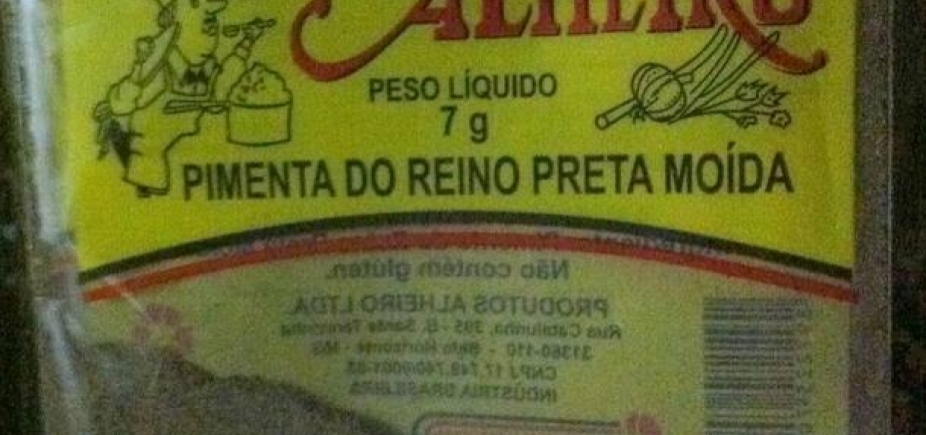 ALHEIRO
PESO LÍQUIDO
7 g
PIMENTA DO REINO PRETA MOÍDA
Não contém glúten.
PRODUTOS ALHEIRO LTDA.
Rua Catalunha, 395 - B. Santa Terezinha
31360-110 - Belo Horizonte - MG
INDÚSTRIA BRASILEIRA